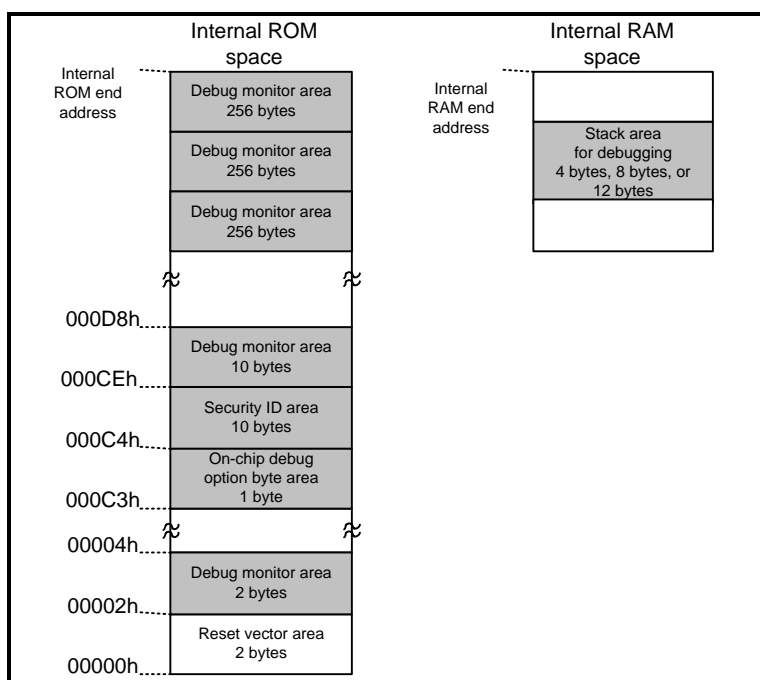 Internal ROM
space
Internal
ROM end
address
Debug monitor area
256 bytes
Debug monitor area
256 bytes
Debug monitor area
256 bytes
000D8h
Debug monitor area
10 bytes
000CEh
Security ID area
10 bytes
000C4h
On-chip debug
option byte area
1 byte
000C3h
00004h
Debug monitor area
2 bytes
00002h
Reset vector area
2 bytes
00000h
Internal RAM
space
Internal
RAM end
address
Stack area
for debugging
4 bytes, 8 bytes, or
12 bytes